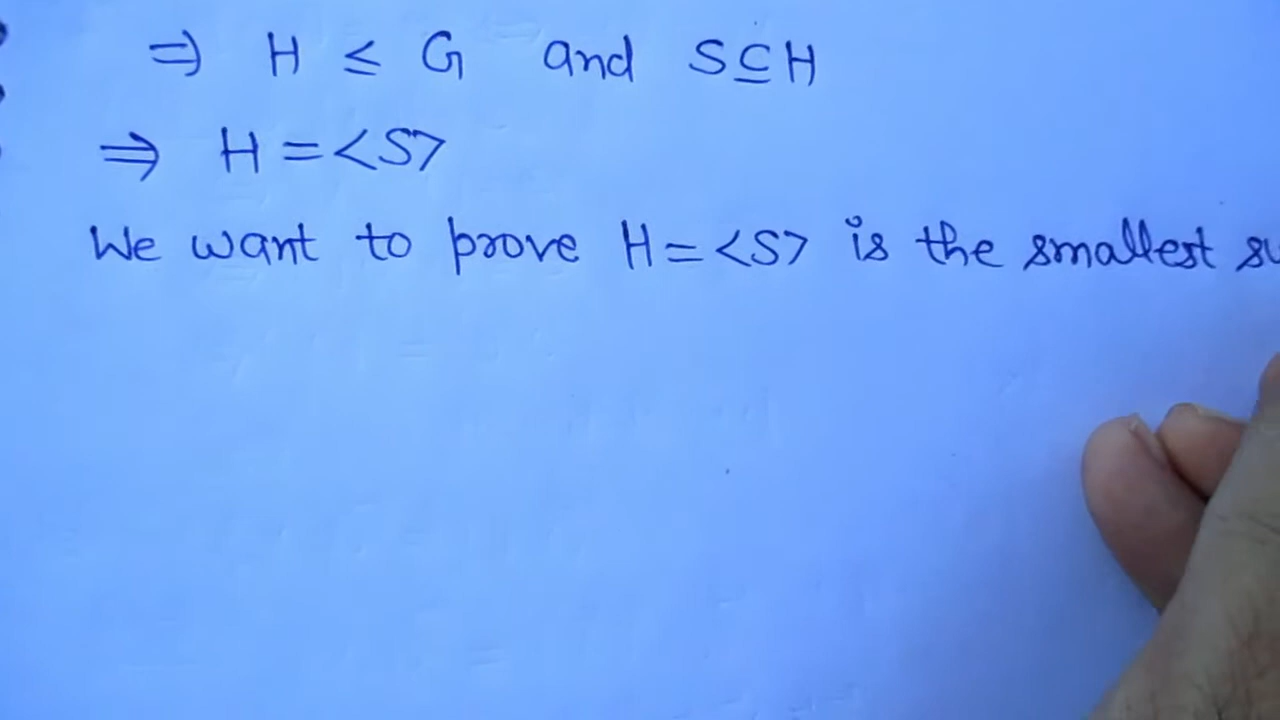 ⇒ H ≤ G and S⊆H
⇒ H = <S>
We want to prove H = <S> is the smallest